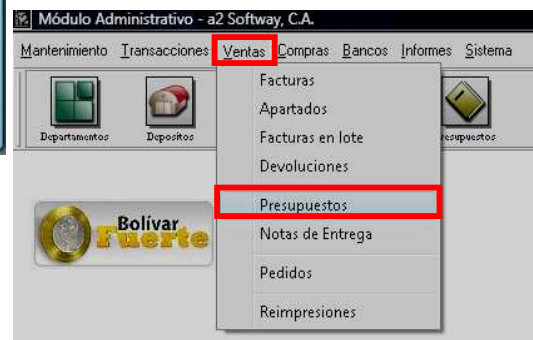 Módulo Administrativo - a2 Softway, C.A.
Mantenimiento Transacciones Ventas Compras Bancos Informes Sistema
Departamentos Depositos
Facturas
Apartados
Facturas en lote
Devoluciones
Presupuestos
Notas de Entrega
Pedidos
Reimpresiones
Bolívar
Fuerte